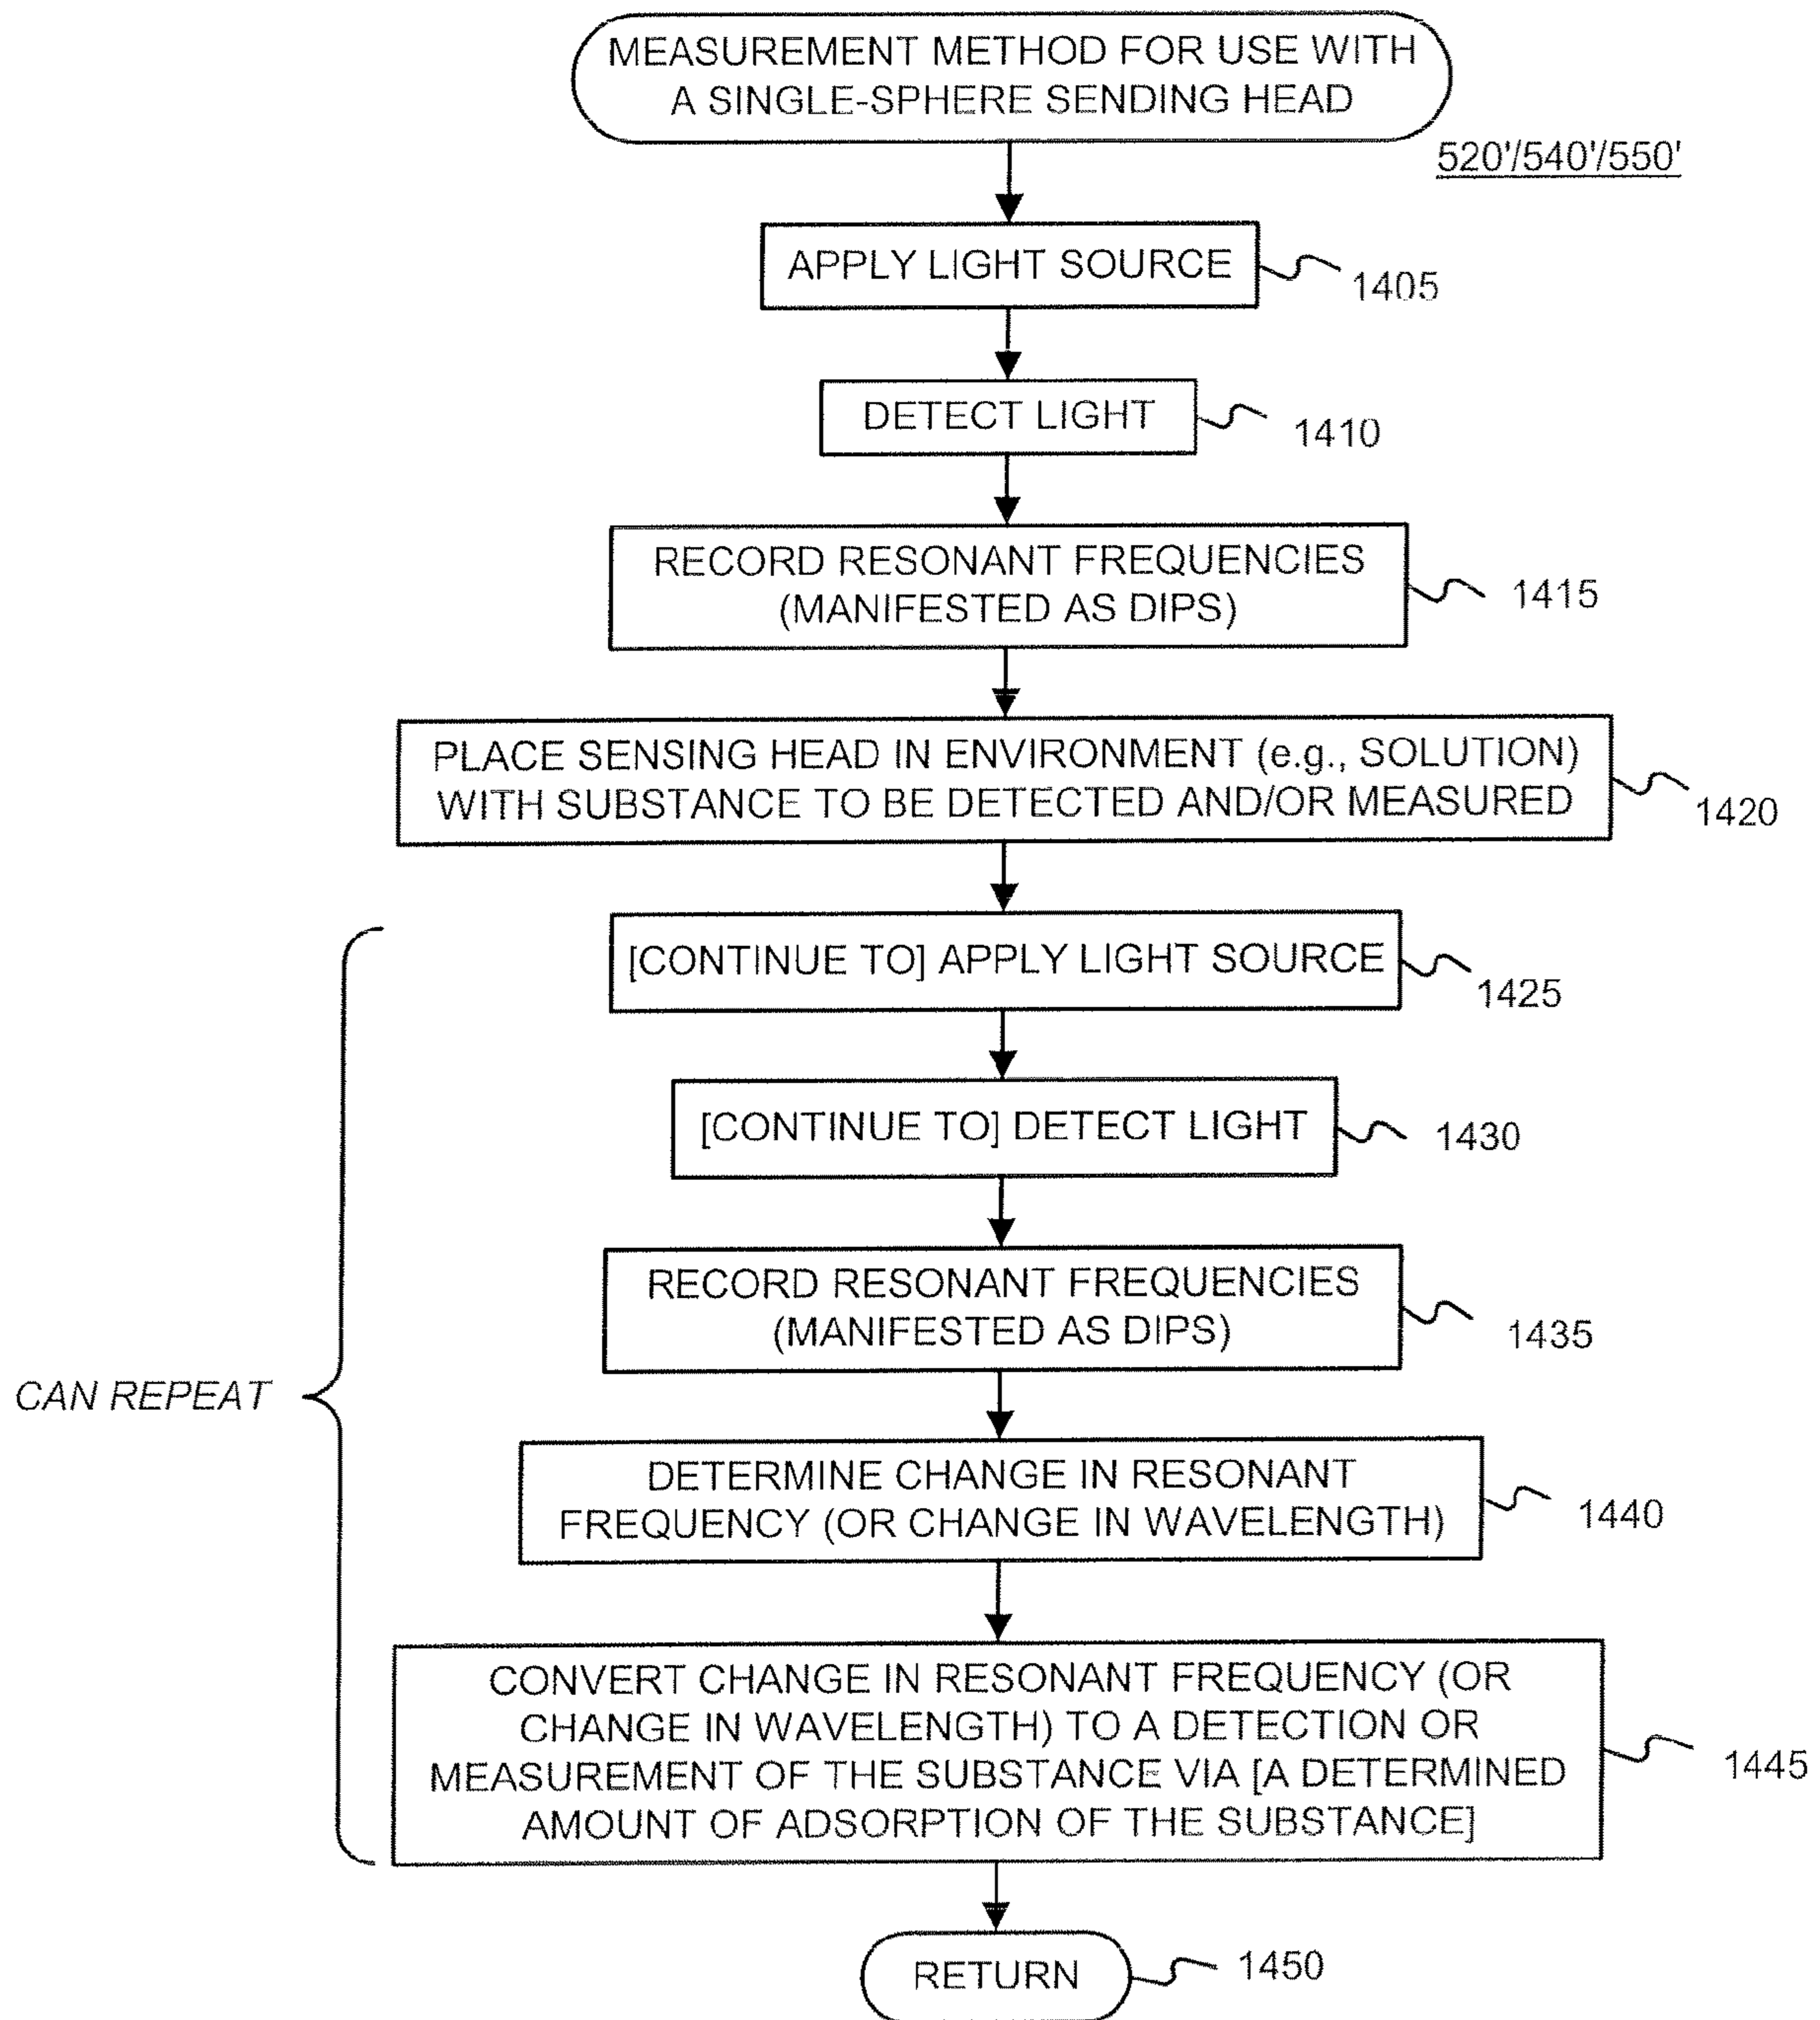 MEASUREMENT METHOD FOR USE WITH
A SINGLE-SPHERE SENDING HEAD
520'/540'/550'
APPLY LIGHT SOURCE
1405
DETECT LIGHT
1410
RECORD RESONANT FREQUENCIES
(MANIFESTED AS DIPS)
1415
PLACE SENSING HEAD IN ENVIRONMENT (e.g., SOLUTION)
WITH SUBSTANCE TO BE DETECTED AND/OR MEASURED
1420
[CONTINUE TO] APPLY LIGHT SOURCE
1425
[CONTINUE TO] DETECT LIGHT
1430
RECORD RESONANT FREQUENCIES
(MANIFESTED AS DIPS)
1435
CAN REPEAT
DETERMINE CHANGE IN RESONANT
FREQUENCY (OR CHANGE IN WAVELENGTH)
1440
CONVERT CHANGE IN RESONANT FREQUENCY (OR
CHANGE IN WAVELENGTH) TO A DETECTION OR
MEASUREMENT OF THE SUBSTANCE VIA [A DETERMINED
AMOUNT OF ADSORPTION OF THE SUBSTANCE]
1445
RETURN
1450